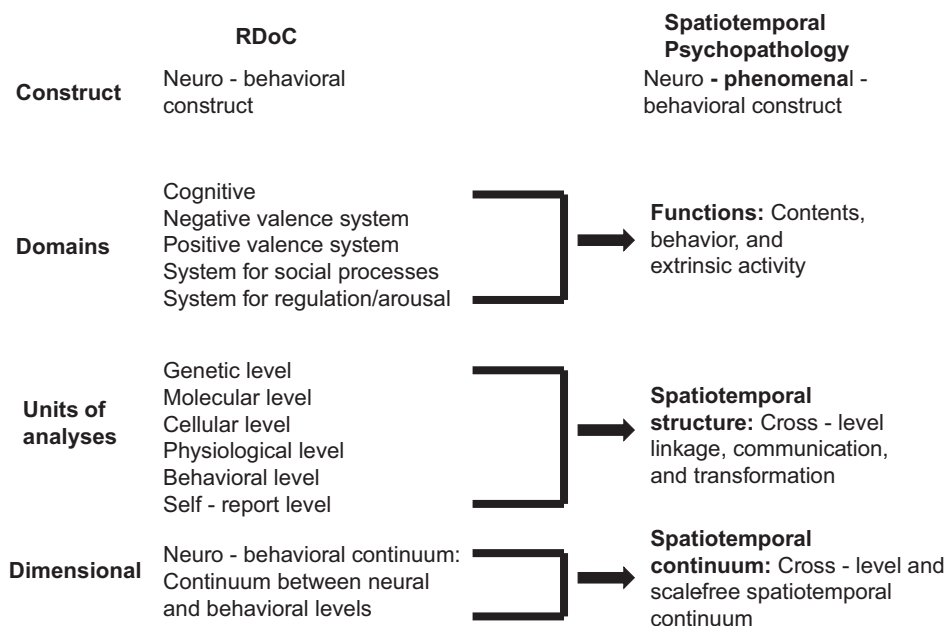 RDoC
Spatiotemporal
Psychopathology
Construct
Neuro - behavioral
construct
Neuro - phenomenal -
behavioral construct
Domains
Cognitive
Negative valence system
Positive valence system
System for social processes
System for regulation/arousal
Functions: Contents,
behavior, and
extrinsic activity
Units of
analyses
Genetic level
Molecular level
Cellular level
Physiological level
Behavioral level
Self - report level
Spatiotemporal
structure: Cross - level
linkage, communication,
and transformation
Dimensional
Neuro - behavioral continuum:
Continuum between neural
and behavioral levels
Spatiotemporal
continuum: Cross - level and
scalefree spatiotemporal
continuum